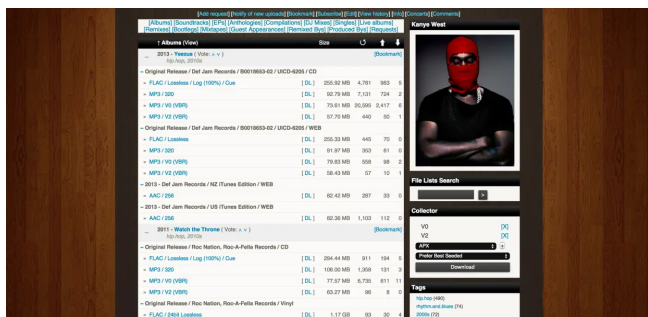 [Add request] [Notify of new uploads] [Bookmark] [Subscribe] [Edit] [View history] [Info] [Concerts] [Comments]
[Albums] [Soundtracks] [EPs] [Anthologies] [Compilations] [DJ Mixes] [Singles] [Live albums]
[Remixes] [Bootlegs] [Mixtapes] [Guest Appearances] [Remixed By] [Produced By] [Requests]
↑ Albums (View) Size
2013 - Yeezus ( Vote: ∧ ∨ ) [Bookmark]
hip.hop, 2010s
– Original Release / Def Jam Records / B0018653-02 / UICD-6205 / CD
» FLAC / Lossless / Log (100%) / Cue [ DL ] 255.92 MB 4,761 983 5
» MP3 / 320 [ DL ] 92.79 MB 7,131 724 2
» MP3 / V0 (VBR) [ DL ] 73.61 MB 20,595 2,417 6
» MP3 / V2 (VBR) [ DL ] 57.70 MB 440 50 1
– Original Release / Def Jam Records / B0018653-02 / UICD-6205 / WEB
» FLAC / Lossless [ DL ] 255.33 MB 445 70 0
» MP3 / 320 [ DL ] 91.97 MB 353 61 0
» MP3 / V0 (VBR) [ DL ] 79.83 MB 558 98 2
» MP3 / V2 (VBR) [ DL ] 58.43 MB 57 10 1
– 2013 - Def Jam Records / NZ iTunes Edition / WEB
» AAC / 256 [ DL ] 82.42 MB 287 33 0
– 2013 - Def Jam Records / US iTunes Edition / WEB
» AAC / 256 [ DL ] 82.36 MB 1,103 112 0
2011 - Watch the Throne ( Vote: ∧ ∨ ) [Bookmark]
hip.hop, 2010s
– Original Release / Roc Nation, Roc-A-Fella Records / CD
» FLAC / Lossless / Log (100%) / Cue [ DL ] 294.44 MB 911 194 5
» MP3 / 320 [ DL ] 106.00 MB 1,358 131 3
» MP3 / V0 (VBR) [ DL ] 77.57 MB 6,735 611 11
» MP3 / V2 (VBR) [ DL ] 63.27 MB 96 8 0
– Original Release / Roc Nation, Roc-A-Fella Records / Vinyl
» FLAC / 24bit Lossless [ DL ] 1.17 GB 93 30 4
Kanye West
File Lists Search
>
Collector
V0 [X]
V2 [X]
APX +
Prefer Best Seeded
Download
Tags
hip.hop (490)
rhythm.and.blues (74)
2000s (72)